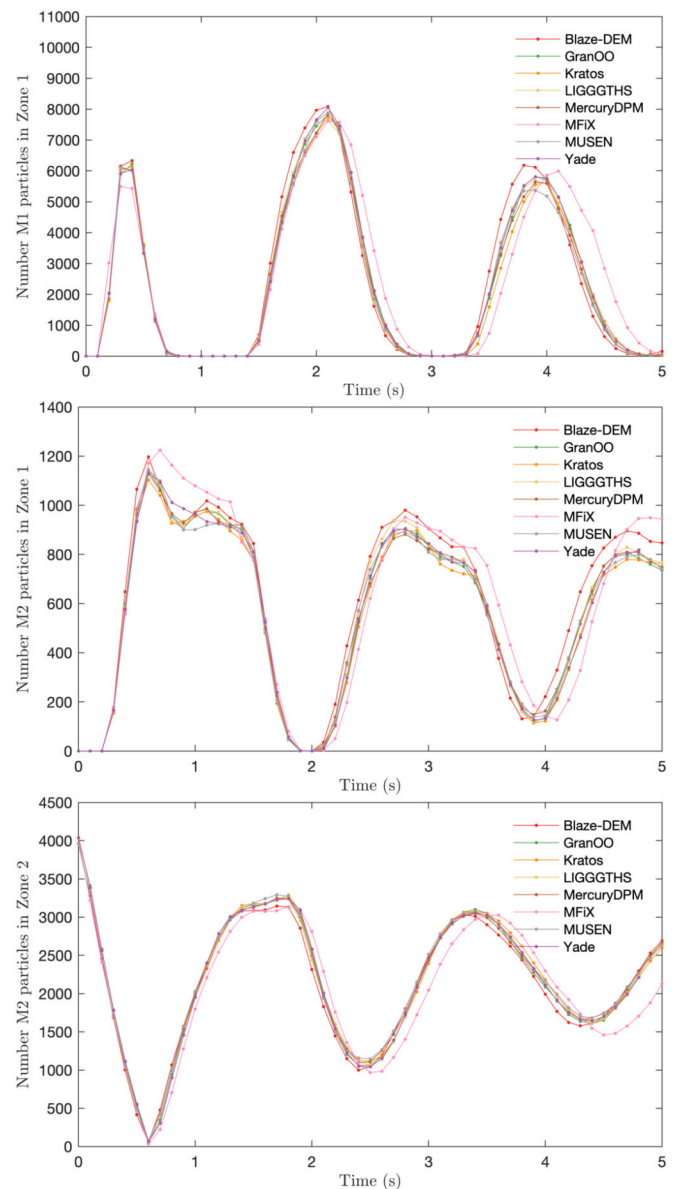 Number M1 particles in Zone 1
11000
10000
9000
8000
7000
6000
5000
4000
3000
2000
1000
0
0 1 2 3 4 5
Time (s)
Blaze-DEM
GranOO
Kratos
LIGGGTHS
MercuryDPM
MFiX
MUSEN
Yade
Number M2 particles in Zone 1
1400
1200
1000
800
600
400
200
0
0 1 2 3 4 5
Time (s)
Blaze-DEM
GranOO
Kratos
LIGGGTHS
MercuryDPM
MFiX
MUSEN
Yade
Number M2 particles in Zone 2
4500
4000
3500
3000
2500
2000
1500
1000
500
0
0 1 2 3 4 5
Time (s)
Blaze-DEM
GranOO
Kratos
LIGGGTHS
MercuryDPM
MFiX
MUSEN
Yade